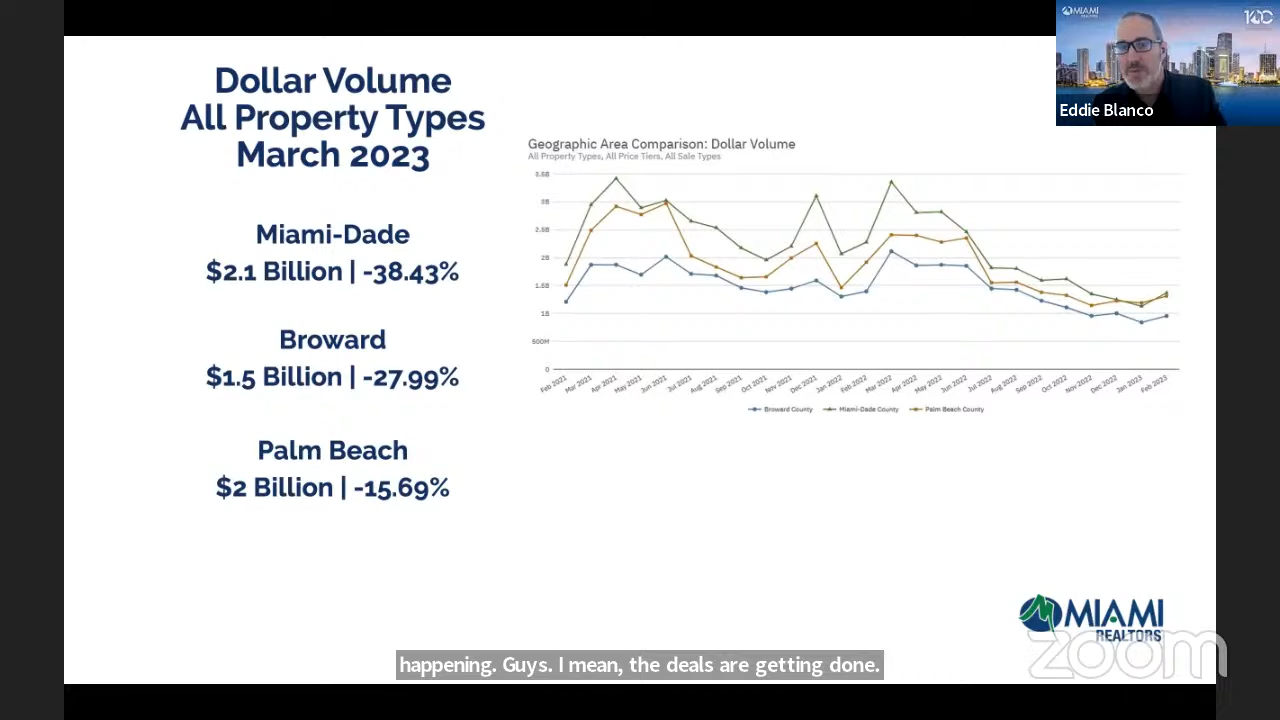 Dollar Volume
All Property Types
March 2023
Miami-Dade
$2.1 Billion | -38.43%
Broward
$1.5 Billion | -27.99%
Palm Beach
$2 Billion | -15.69%
Geographic Area Comparison: Dollar Volume
All Property Types, All Price Tiers, All Sale Types
3.5B
3B
2.5B
2B
1.5B
1B
500M
0
Feb 2021
Mar 2021
Apr 2021
May 2021
Jun 2021
Jul 2021
Aug 2021
Sep 2021
Oct 2021
Nov 2021
Dec 2021
Jan 2022
Feb 2022
Mar 2022
Apr 2022
May 2022
Jun 2022
Jul 2022
Aug 2022
Sep 2022
Oct 2022
Nov 2022
Dec 2022
Jan 2023
Feb 2023
Broward County
Miami-Dade County
Palm Beach County
MIAMI
REALTORS
100
Eddie Blanco
MIAMI
REALTORS
zoom
happening. Guys. I mean, the deals are getting done.